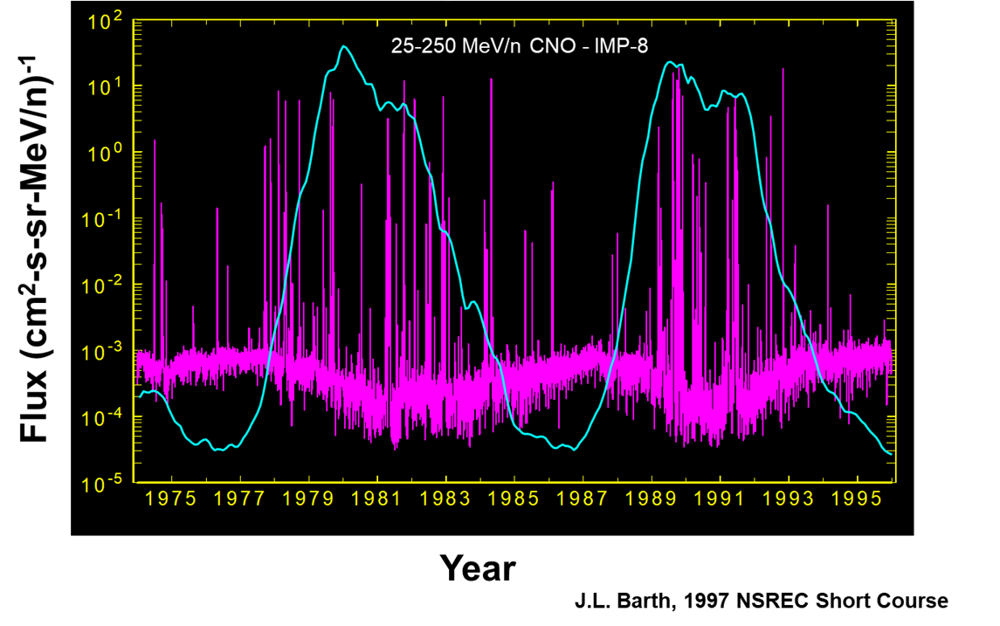 Flux (cm²-s-sr-MeV/n)⁻¹
25-250 MeV/n CNO - IMP-8
10²
10¹
10⁰
10⁻¹
10⁻²
10⁻³
10⁻⁴
10⁻⁵
1975 1977 1979 1981 1983 1985 1987 1989 1991 1993 1995
Year
J.L. Barth, 1997 NSREC Short Course